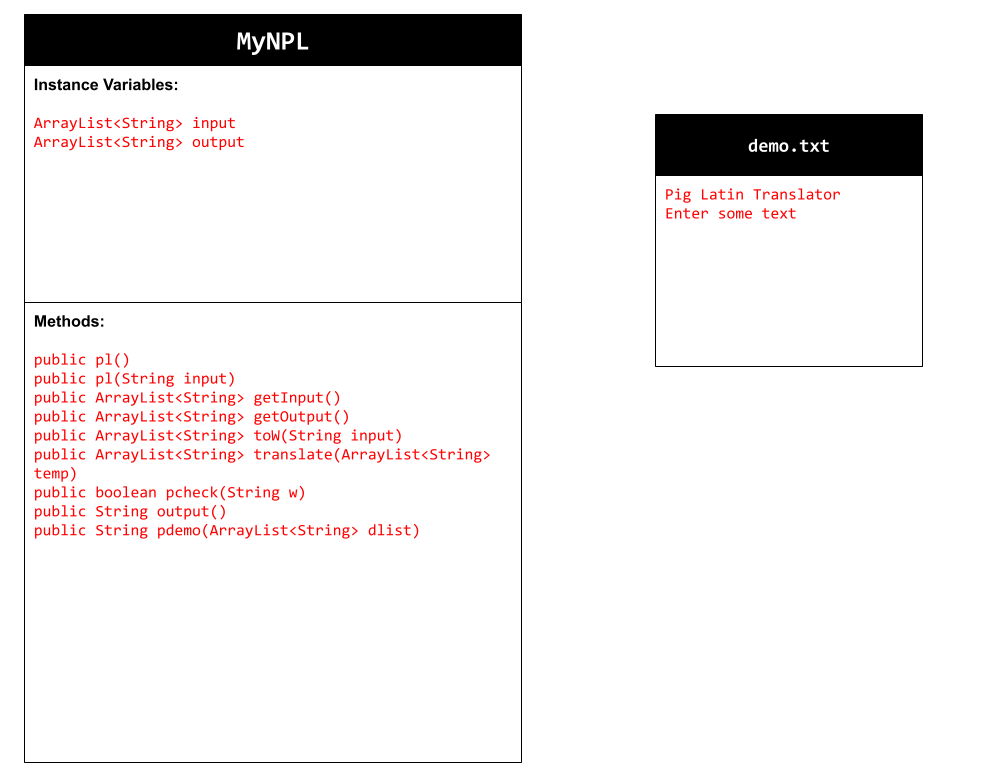 MyNPL
Instance Variables:
ArrayList<String> input
ArrayList<String> output
Methods:
public pl()
public pl(String input)
public ArrayList<String> getInput()
public ArrayList<String> getOutput()
public ArrayList<String> toW(String input)
public ArrayList<String> translate(ArrayList<String>
temp)
public boolean pcheck(String w)
public String output()
public String pdemo(ArrayList<String> dlist)
demo.txt
Pig Latin Translator
Enter some text